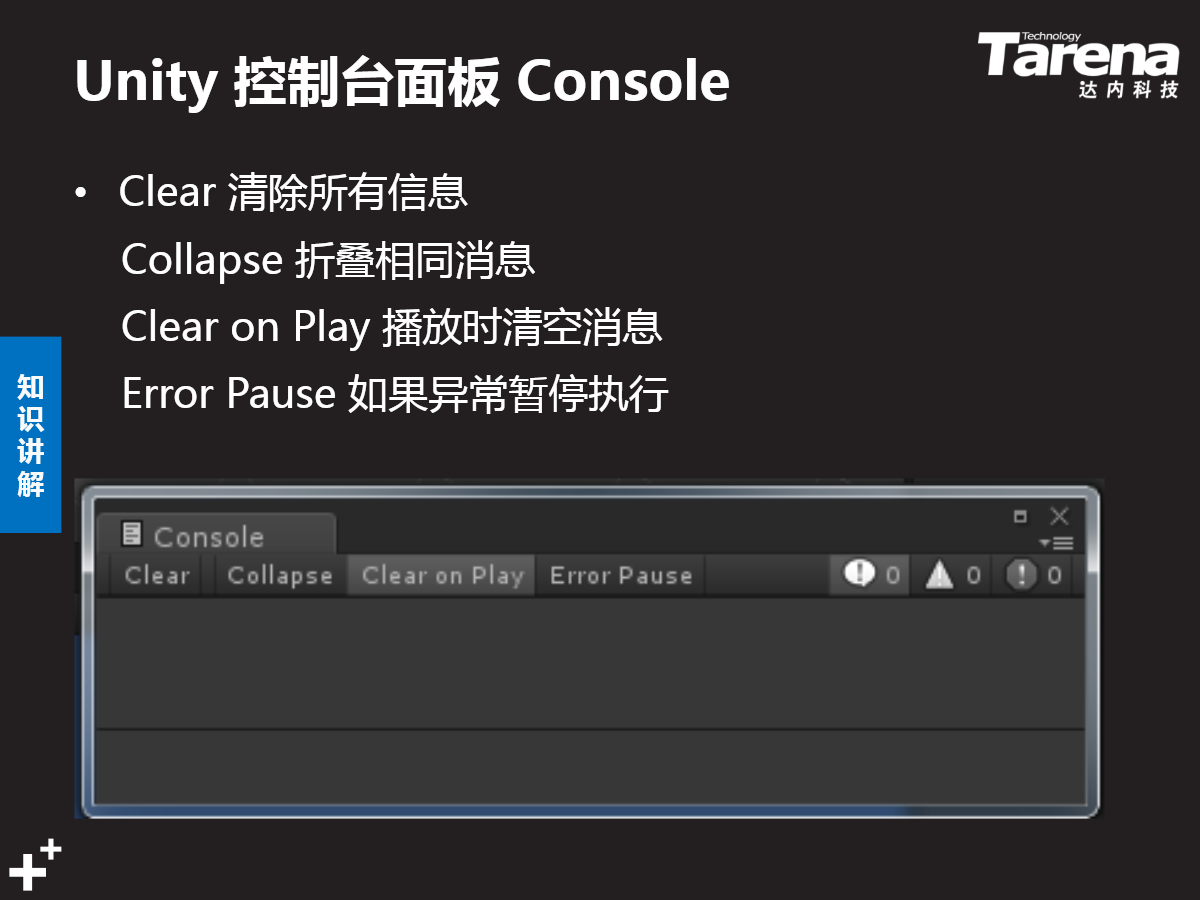 Unity 控制台面板 Console
Technology
Tarena
达内科技
• Clear 清除所有信息
Collapse 折叠相同消息
Clear on Play 播放时清空消息
Error Pause 如果异常暂停执行
知识讲解
Console
Clear Collapse Clear on Play Error Pause 0 0 0